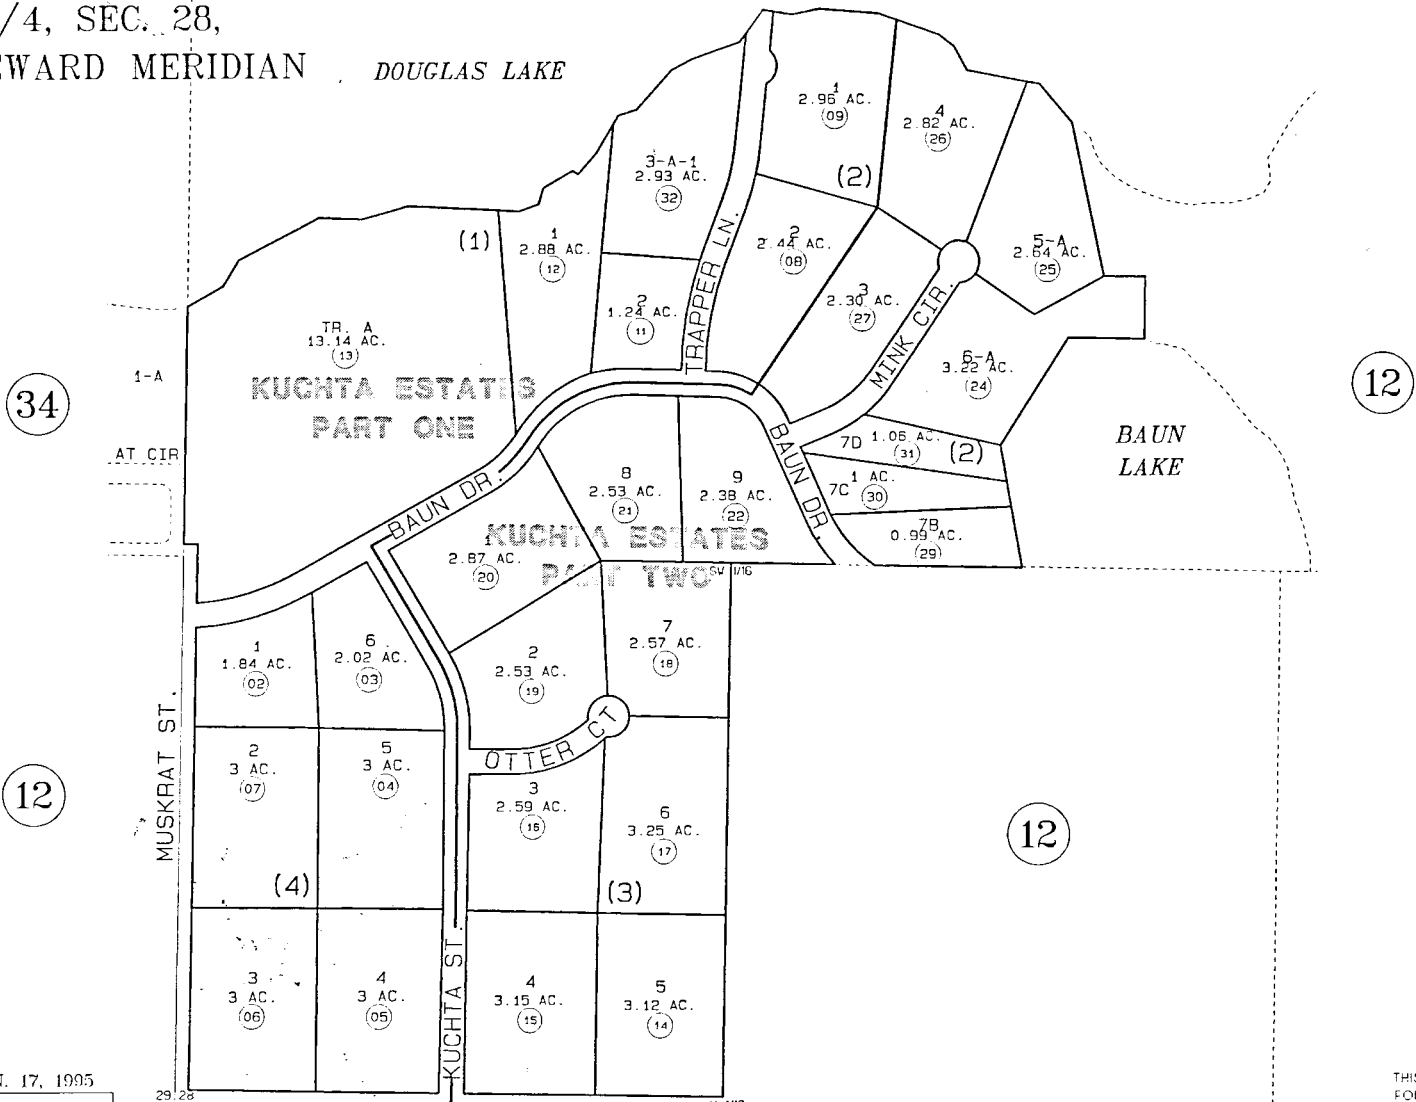 /4, SEC. 28,
WARD MERIDIAN
DOUGLAS LAKE
1
2.96 AC.
09
4
2.82 AC.
26
3-A-1
2.93 AC.
32
(2)
(1)
1
2.88 AC.
12
TRAPPER LN.
2
2.44 AC.
08
5-A
2.64 AC.
25
2
1.24 AC.
11
3
2.30 AC.
27
MINK CIR.
TR. A
13.14 AC.
13
1-A
KUCHTA ESTATES
PART ONE
34
12
6-A
3.22 AC.
24
BAUN
LAKE
AT CIR
7D 1.06 AC.
31
(2)
BAUN DR.
BAUN DR.
8
2.53 AC.
21
9
2.38 AC.
22
7C 1 AC.
30
7B
0.99 AC.
29
1
2.87 AC.
20
KUCHTA ESTATES
PART TWO
SW 1/16
1
1.84 AC.
02
6
2.02 AC.
03
2
2.53 AC.
19
7
2.57 AC.
18
MUSKRAT ST.
OTTER CT
2
3 AC.
07
5
3 AC.
04
3
2.59 AC.
16
6
3.25 AC.
17
12
12
(4)
(3)
3
3 AC.
06
4
3 AC.
05
KUCHTA ST.
4
3.15 AC.
15
5
3.12 AC.
14
17, 1995
29 28
THIS
FOR